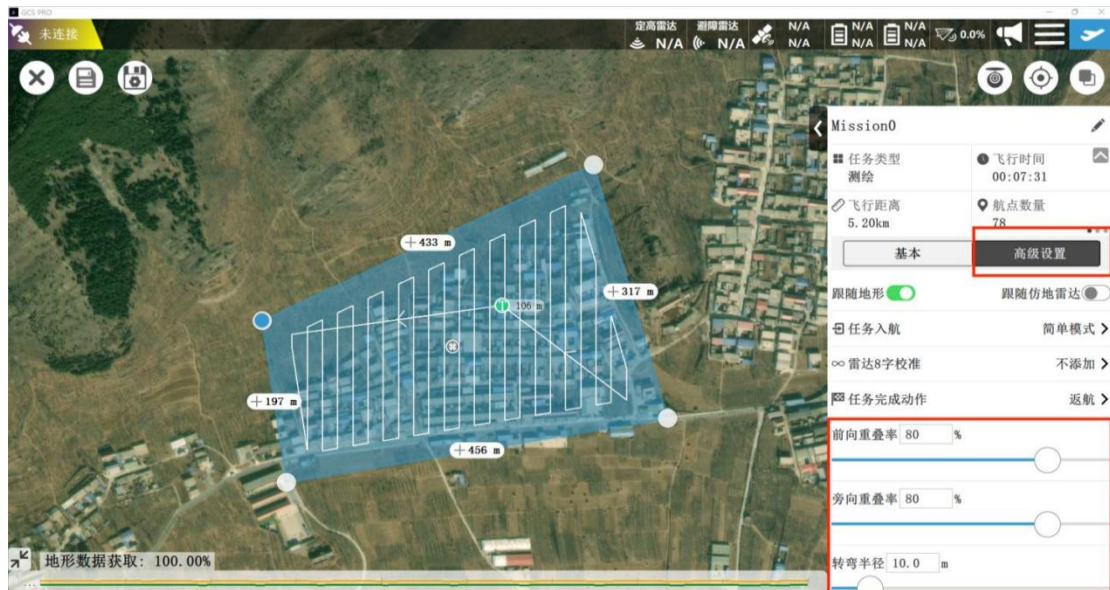 GCS PRO
未连接
定高雷达 避障雷达 N/A N/A N/A 0.0%
N/A N/A N/A N/A N/A
Mission0
任务类型 飞行时间
测绘 00:07:31
飞行距离 航点数量
5.20km 78
基本 高级设置
跟随地形 跟随仿地雷达
任务入航 简单模式
雷达8字校准 不添加
任务完成动作 返航
前向重叠率 80 %
旁向重叠率 80 %
转弯半径 10.0 m
433 m
317 m
106 m
197 m
456 m
地形数据获取: 100.00%